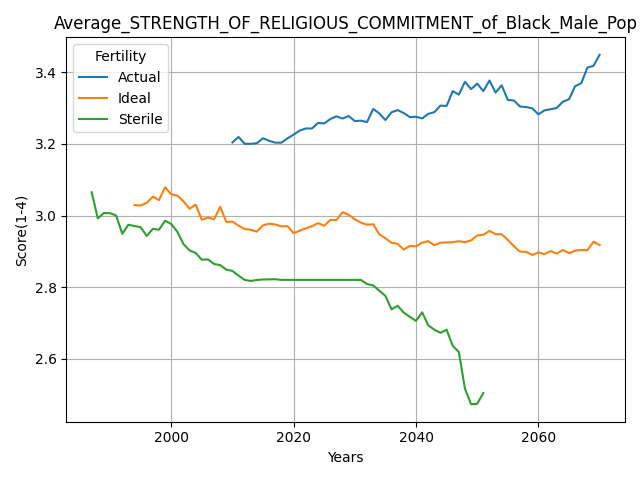 Average_STRENGTH_OF_RELIGIOUS_COMMITMENT_of_Black_Male_Pop
Fertility
Actual
Ideal
Sterile
Score(1-4)
3.4
3.2
3.0
2.8
2.6
2000
2020
2040
2060
Years